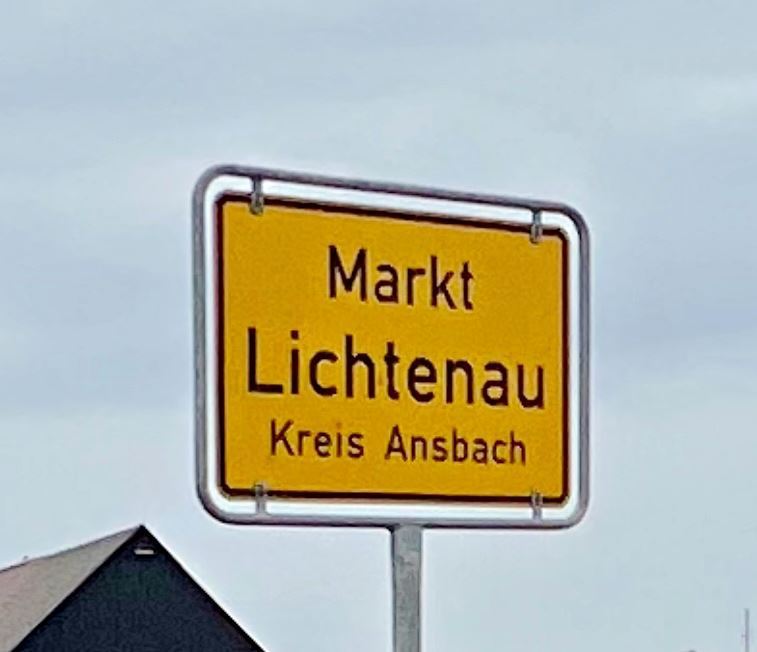 Markt
Lichtenau
Kreis Ansbach